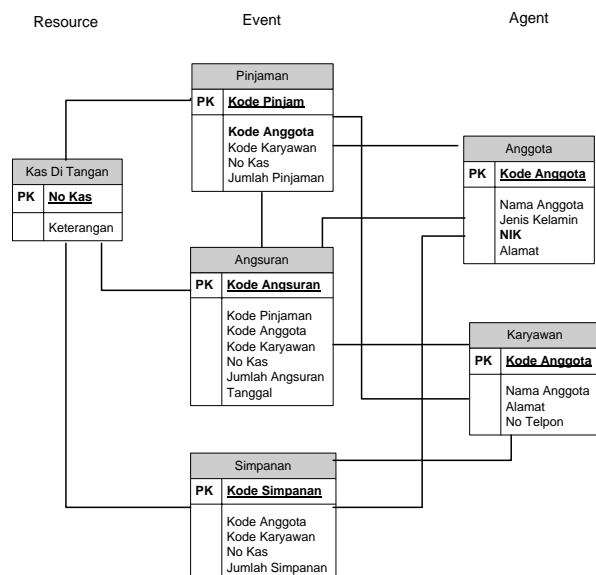 Resource
Event
Agent
Pinjaman
PK Kode Pinjam
Kode Anggota
Kode Karyawan
No Kas
Jumlah Pinjaman
Kas Di Tangan
PK No Kas
Keterangan
Anggota
PK Kode Anggota
Nama Anggota
Jenis Kelamin
NIK
Alamat
Angsuran
PK Kode Angsuran
Kode Pinjaman
Kode Anggota
Kode Karyawan
No Kas
Jumlah Angsuran
Tanggal
Karyawan
PK Kode Anggota
Nama Anggota
Alamat
No Telpon
Simpanan
PK Kode Simpanan
Kode Anggota
Kode Karyawan
No Kas
Jumlah Simpanan